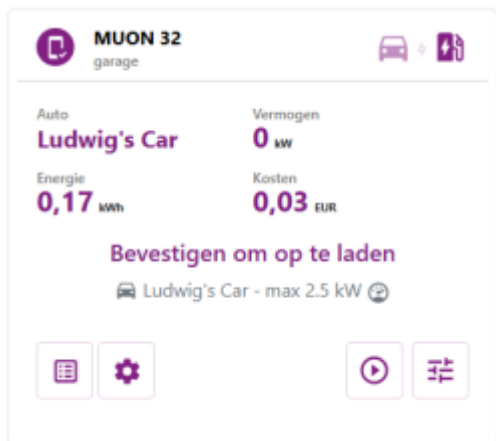 MUON 32
garage
Auto
Ludwig's Car
Vermogen
0 kW
Energie
0,17 kWh
Kosten
0,03 EUR
Bevestigen om op te laden
Ludwig's Car - max 2.5 kW